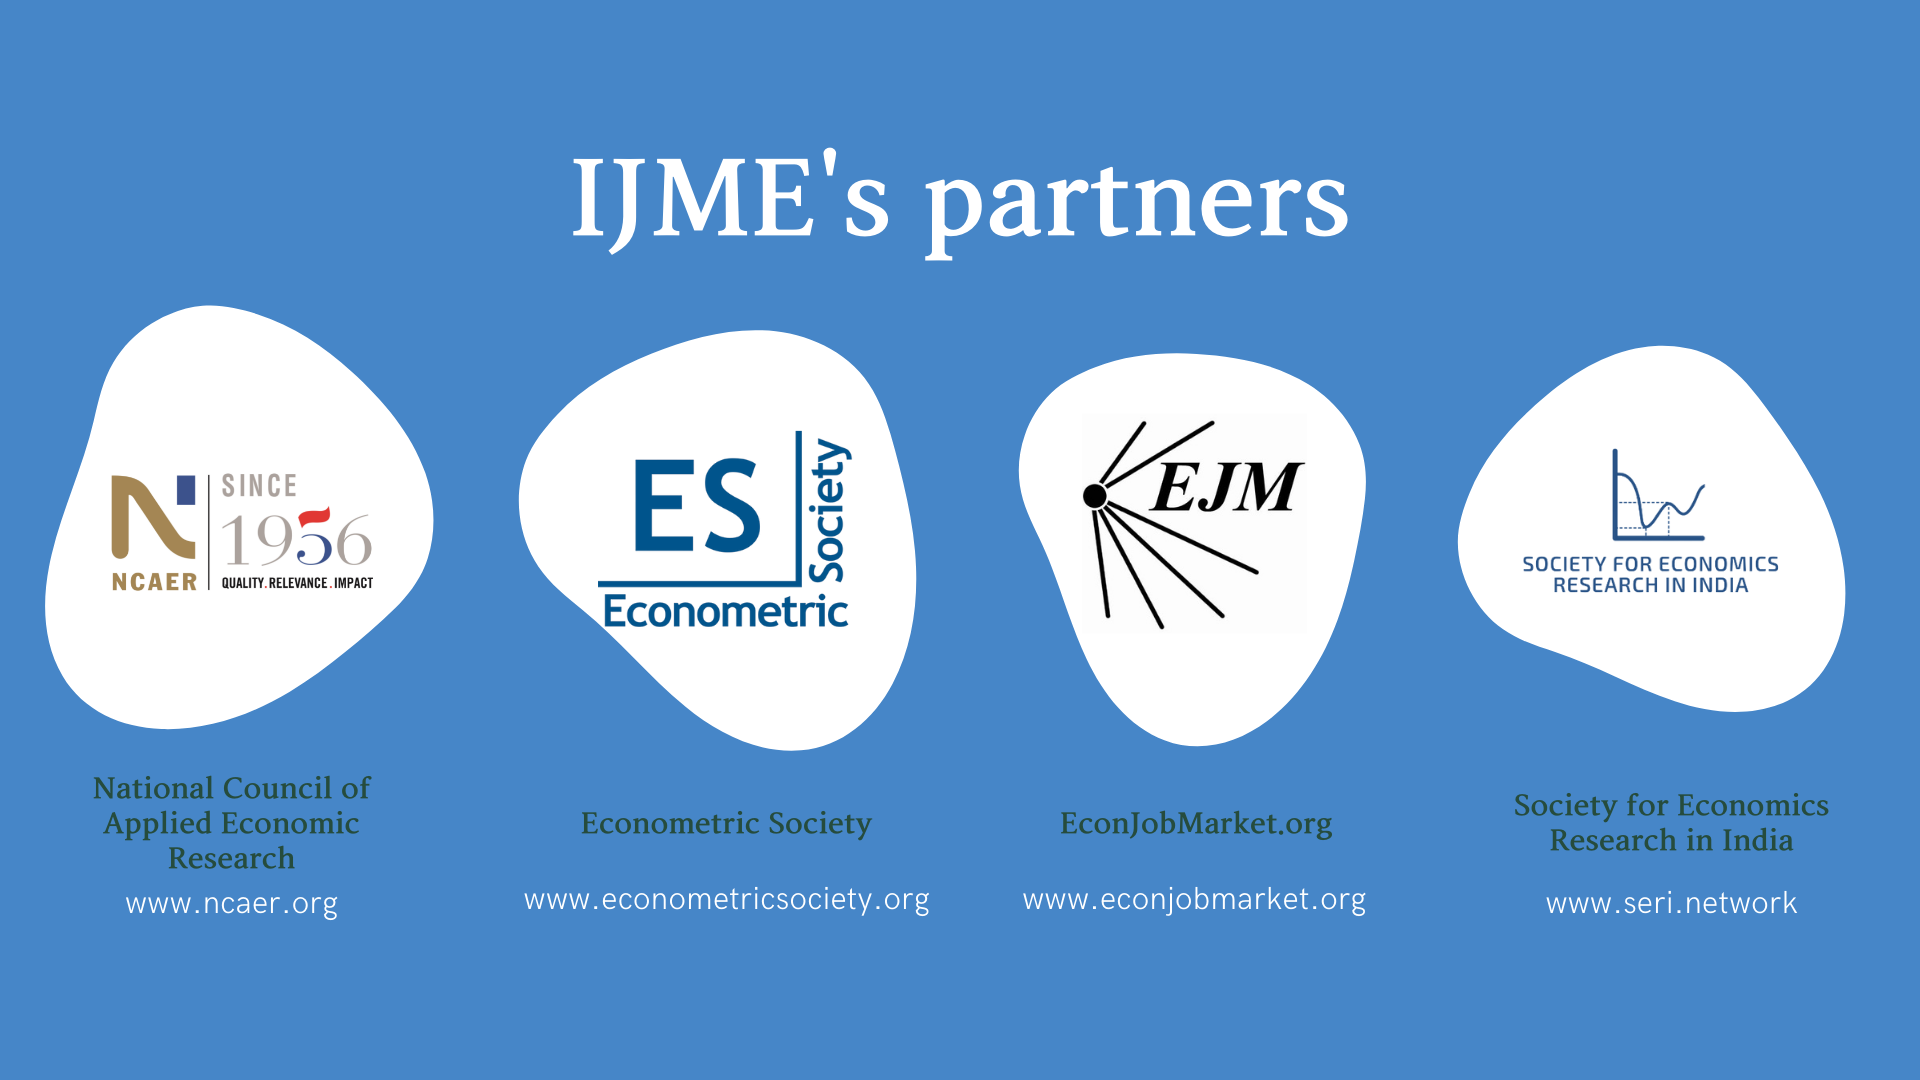 IJME's partners
N
NCAER
SINCE
1956
QUALITY.RELEVANCE.IMPACT
ES
Society
Econometric
EJM
SOCIETY FOR ECONOMICS
RESEARCH IN INDIA
National Council of
Applied Economic
Research
www.ncaer.org
Econometric Society
www.econometricsociety.org
EconJobMarket.org
www.econjobmarket.org
Society for Economics
Research in India
www.seri.network